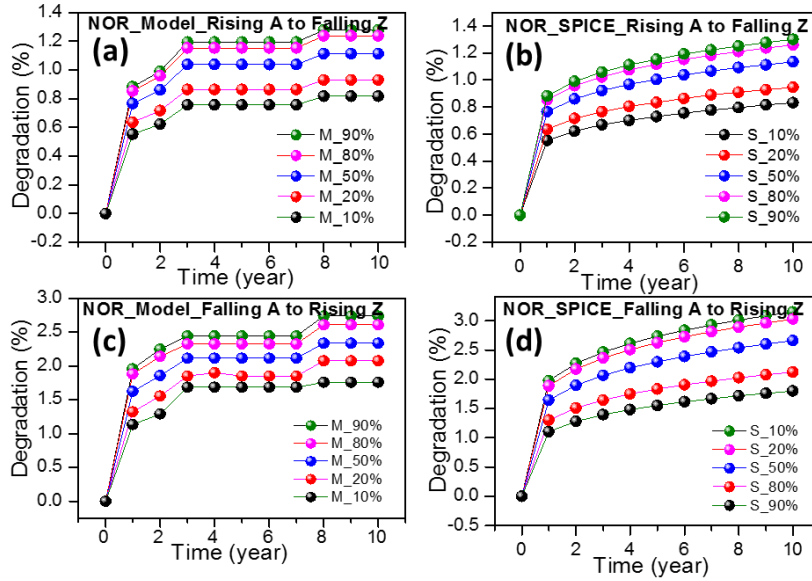 NOR_Model_Rising A to Falling Z
(a)
Degradation (%)
1.4
1.2
1.0
0.8
0.6
0.4
0.2
0.0
-0.2
M_90%
M_80%
M_50%
M_20%
M_10%
0 2 4 6 8 10
Time (year)
NOR_SPICE_Rising A to Falling Z
(b)
Degradation (%)
1.4
1.2
1.0
0.8
0.6
0.4
0.2
0.0
-0.2
S_10%
S_20%
S_50%
S_80%
S_90%
0 2 4 6 8 10
Time (year)
NOR_Model_Falling A to Rising Z
(c)
Degradation (%)
3.0
2.5
2.0
1.5
1.0
0.5
0.0
M_90%
M_80%
M_50%
M_20%
M_10%
0 2 4 6 8 10
Time (year)
NOR_SPICE_Falling A to Rising Z
(d)
Degradation (%)
3.0
2.5
2.0
1.5
1.0
0.5
0.0
-0.5
S_10%
S_20%
S_50%
S_80%
S_90%
0 2 4 6 8 10
Time (year)